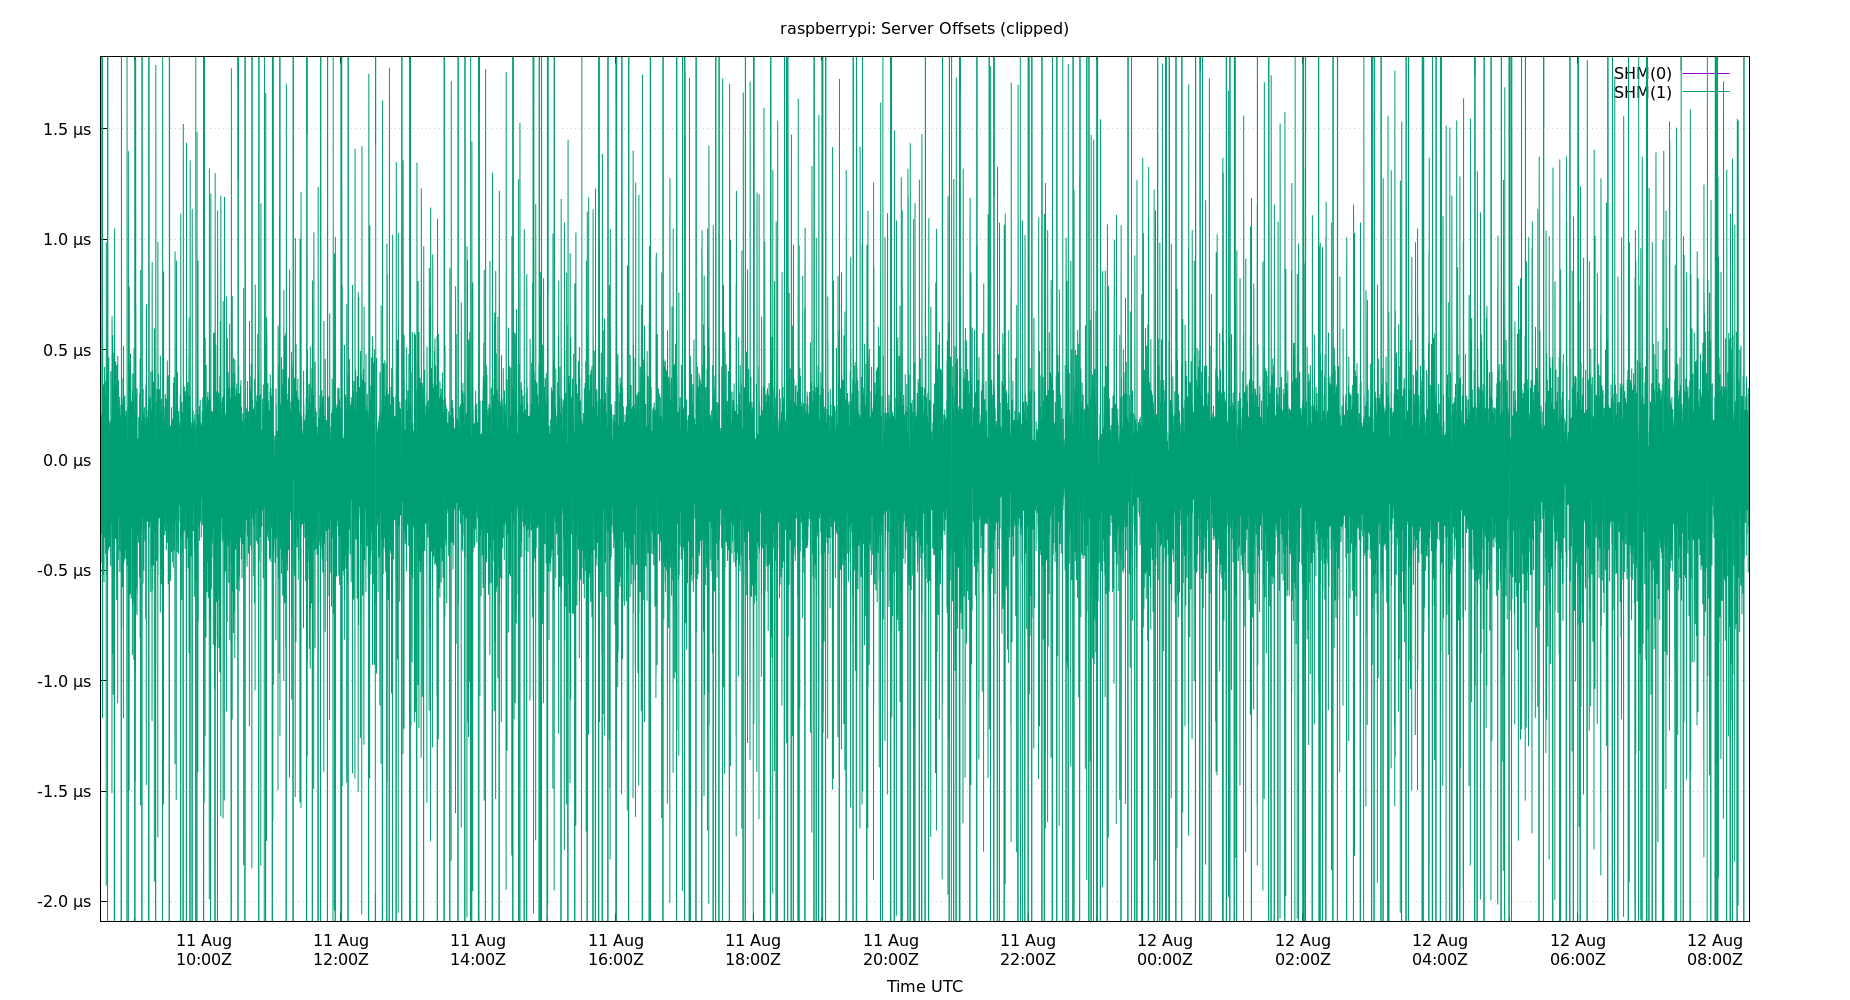 raspberrypi: Server Offsets (clipped)
SHM(0)
SHM(1)
1.5 µs
1.0 µs
0.5 µs
0.0 µs
-0.5 µs
-1.0 µs
-1.5 µs
-2.0 µs
11 Aug 11 Aug 11 Aug 11 Aug 11 Aug 11 Aug 11 Aug 12 Aug 12 Aug 12 Aug 12 Aug 12 Aug
10:00Z 12:00Z 14:00Z 16:00Z 18:00Z 20:00Z 22:00Z 00:00Z 02:00Z 04:00Z 06:00Z 08:00Z
Time UTC